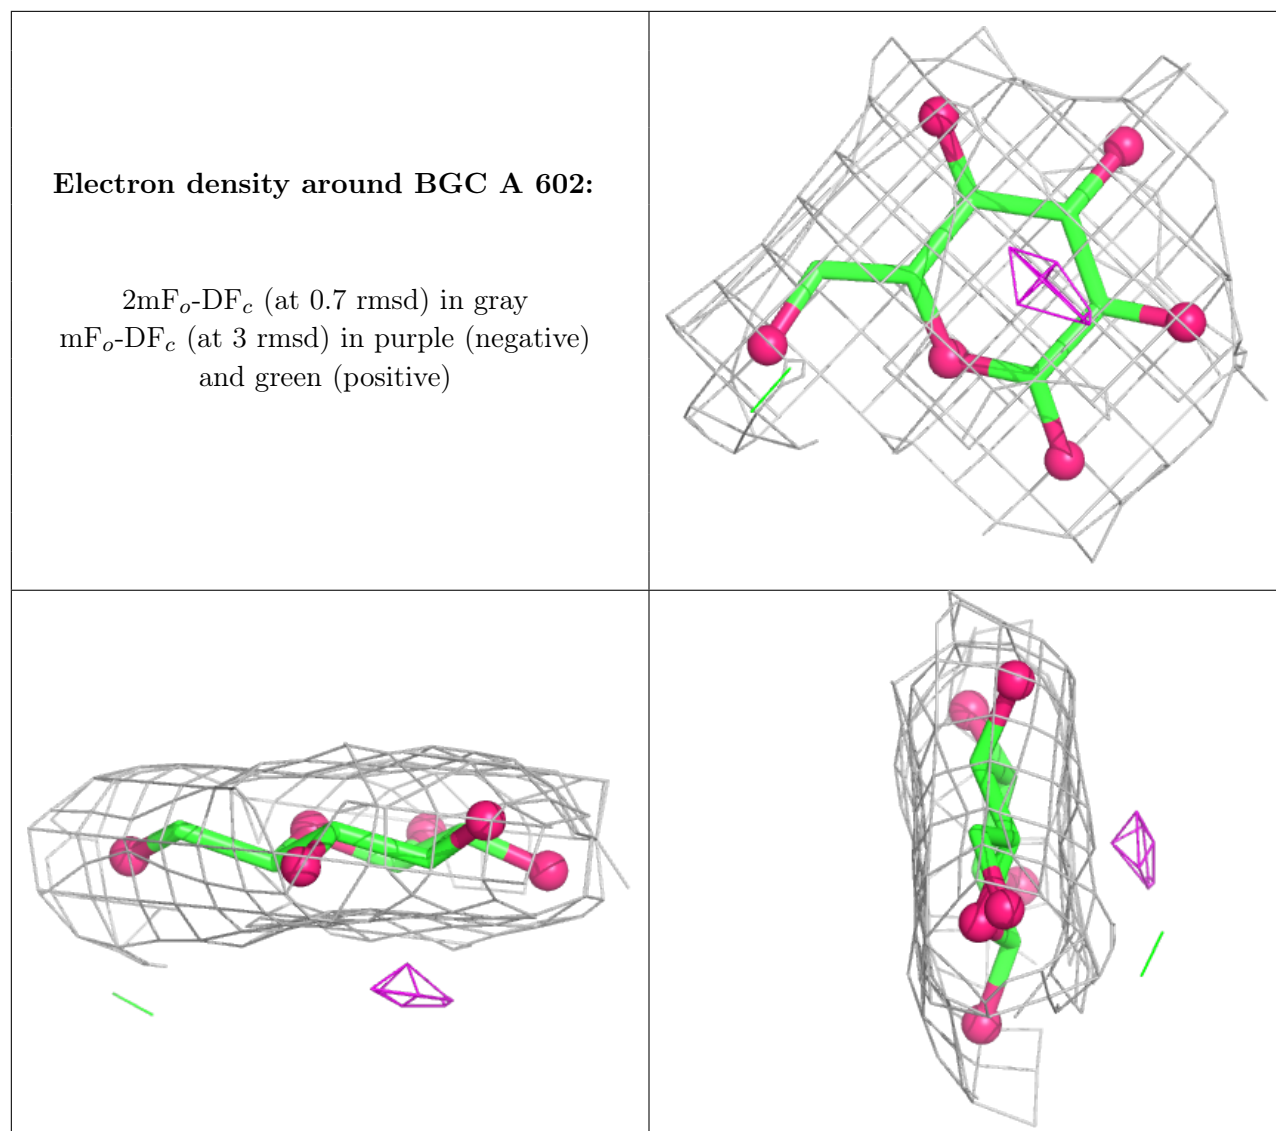 Electron density around BGC A 602:
2mFo-DFc (at 0.7 rmsd) in gray
mFo-DFc (at 3 rmsd) in purple (negative)
and green (positive)